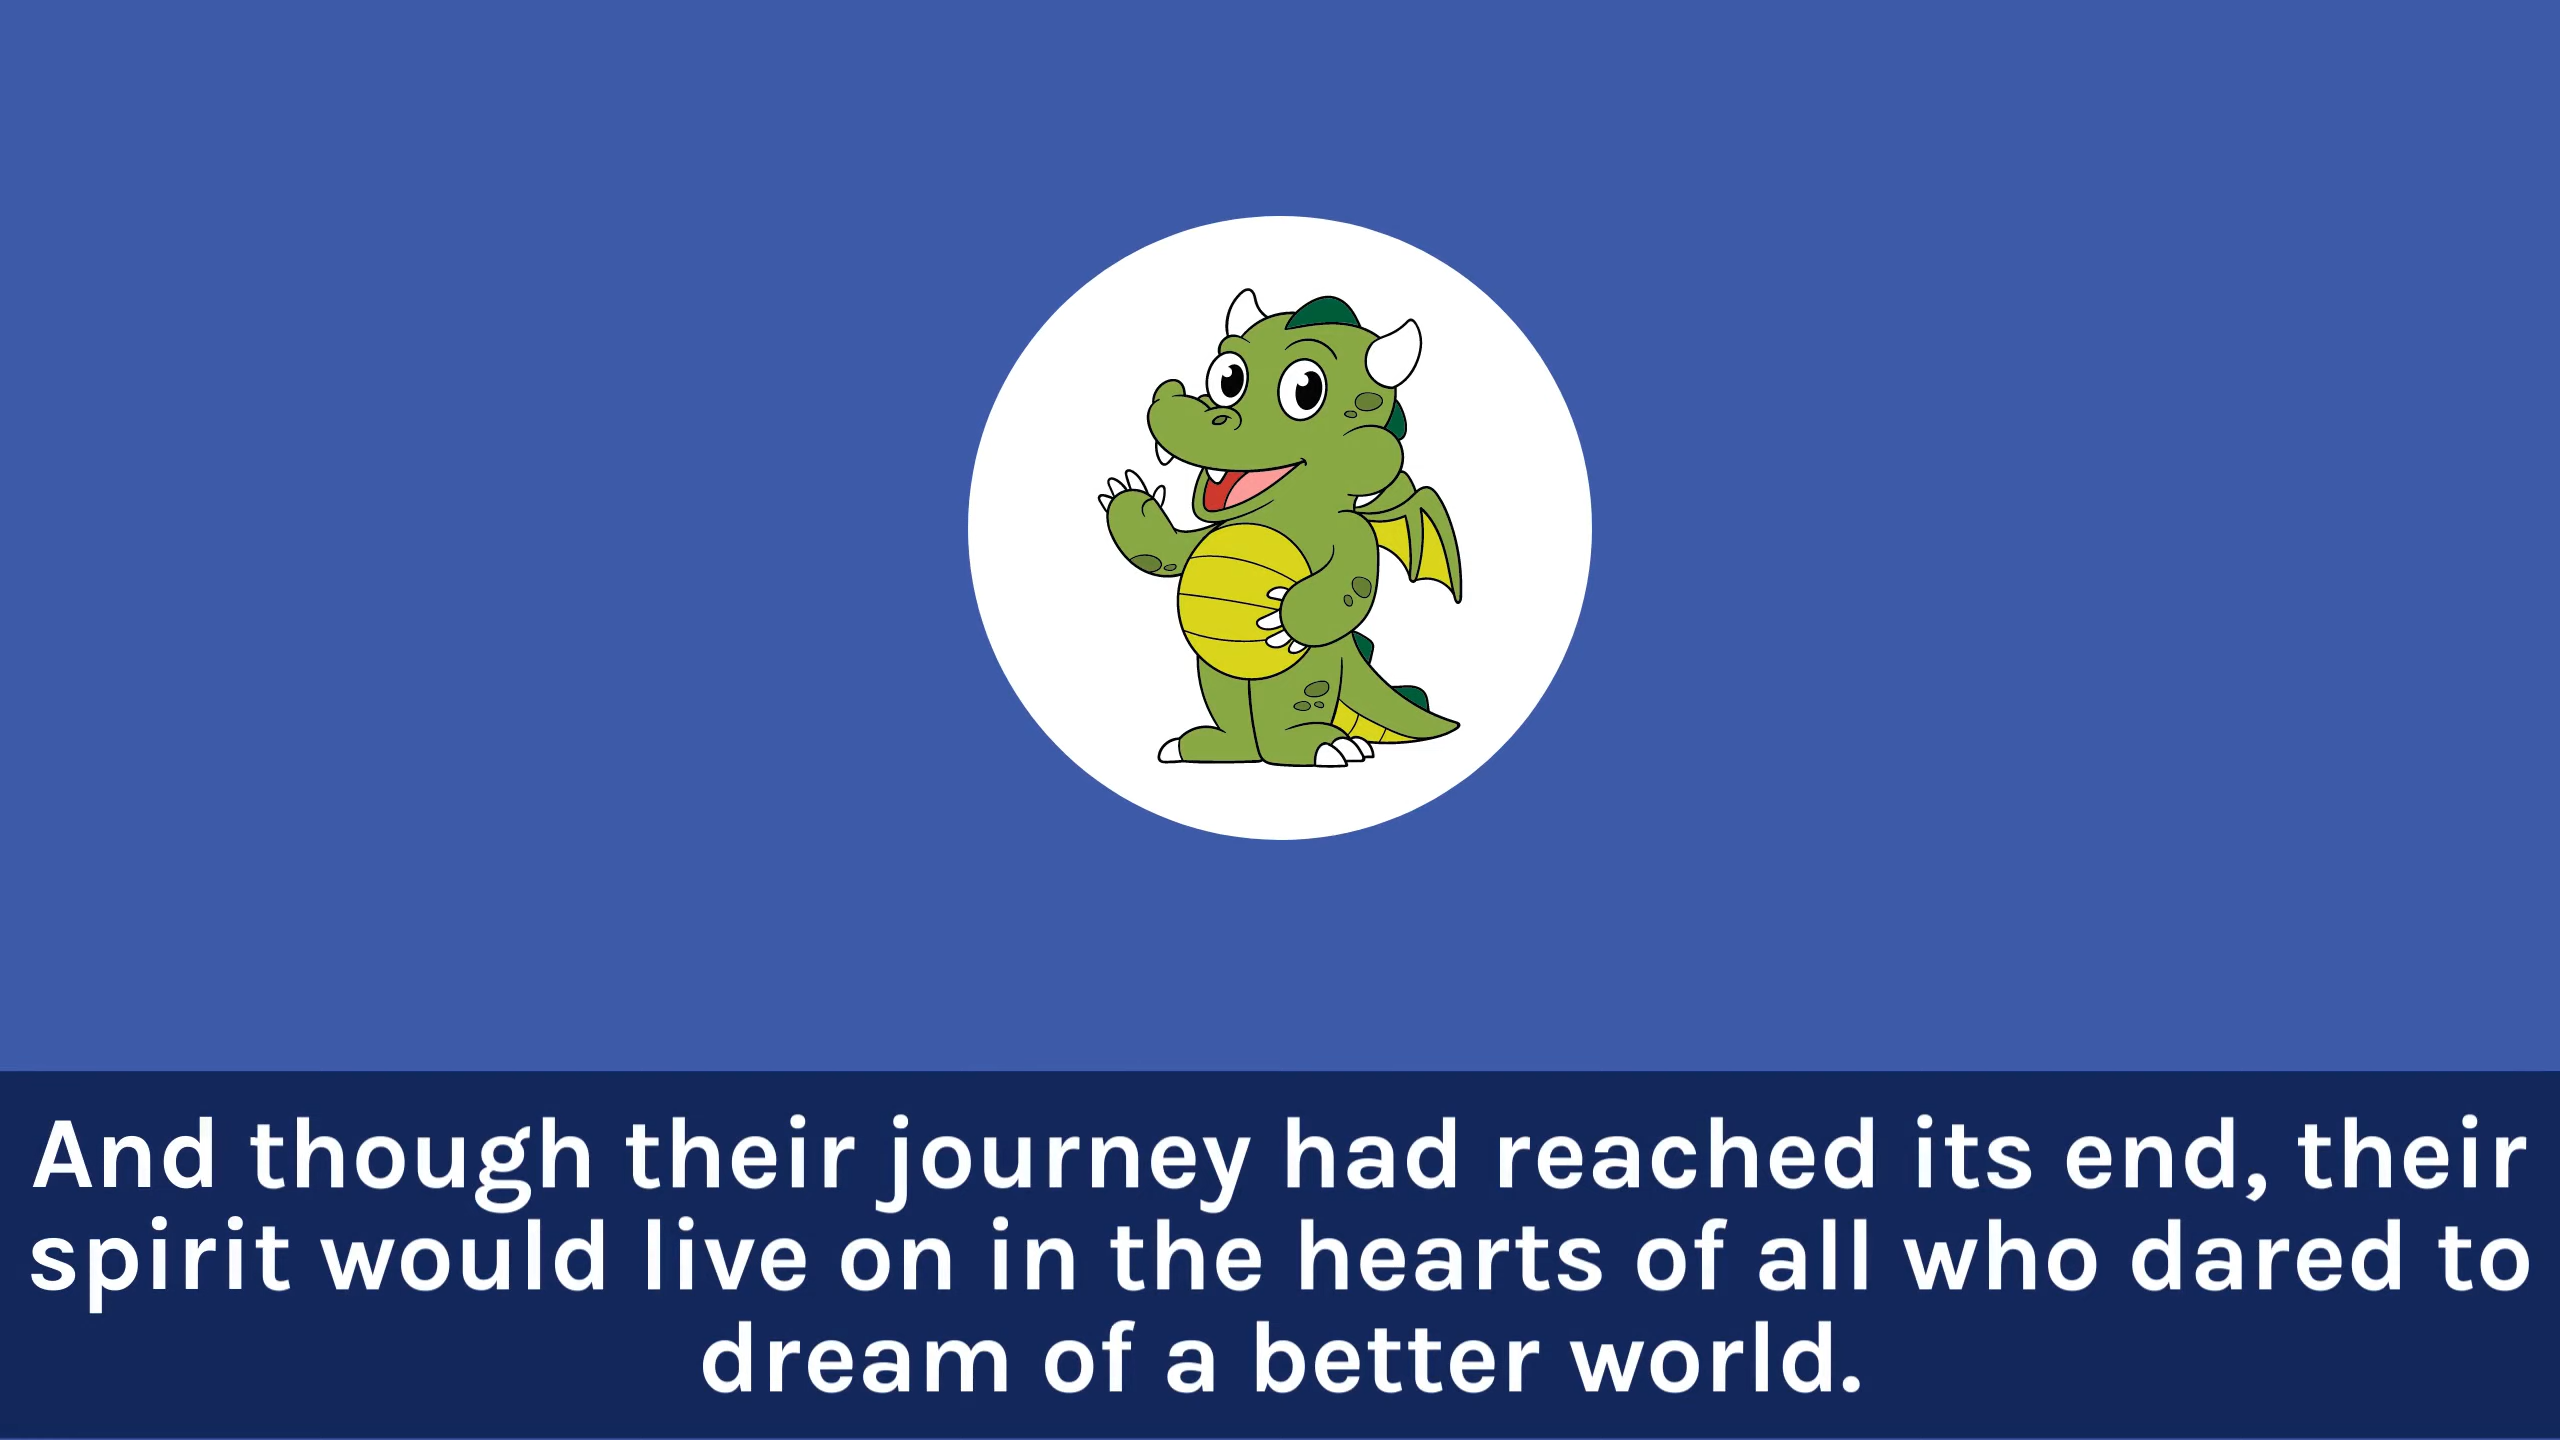 And though their journey had reached its end, their
spirit would live on in the hearts of all who dared to
dream of a better world.